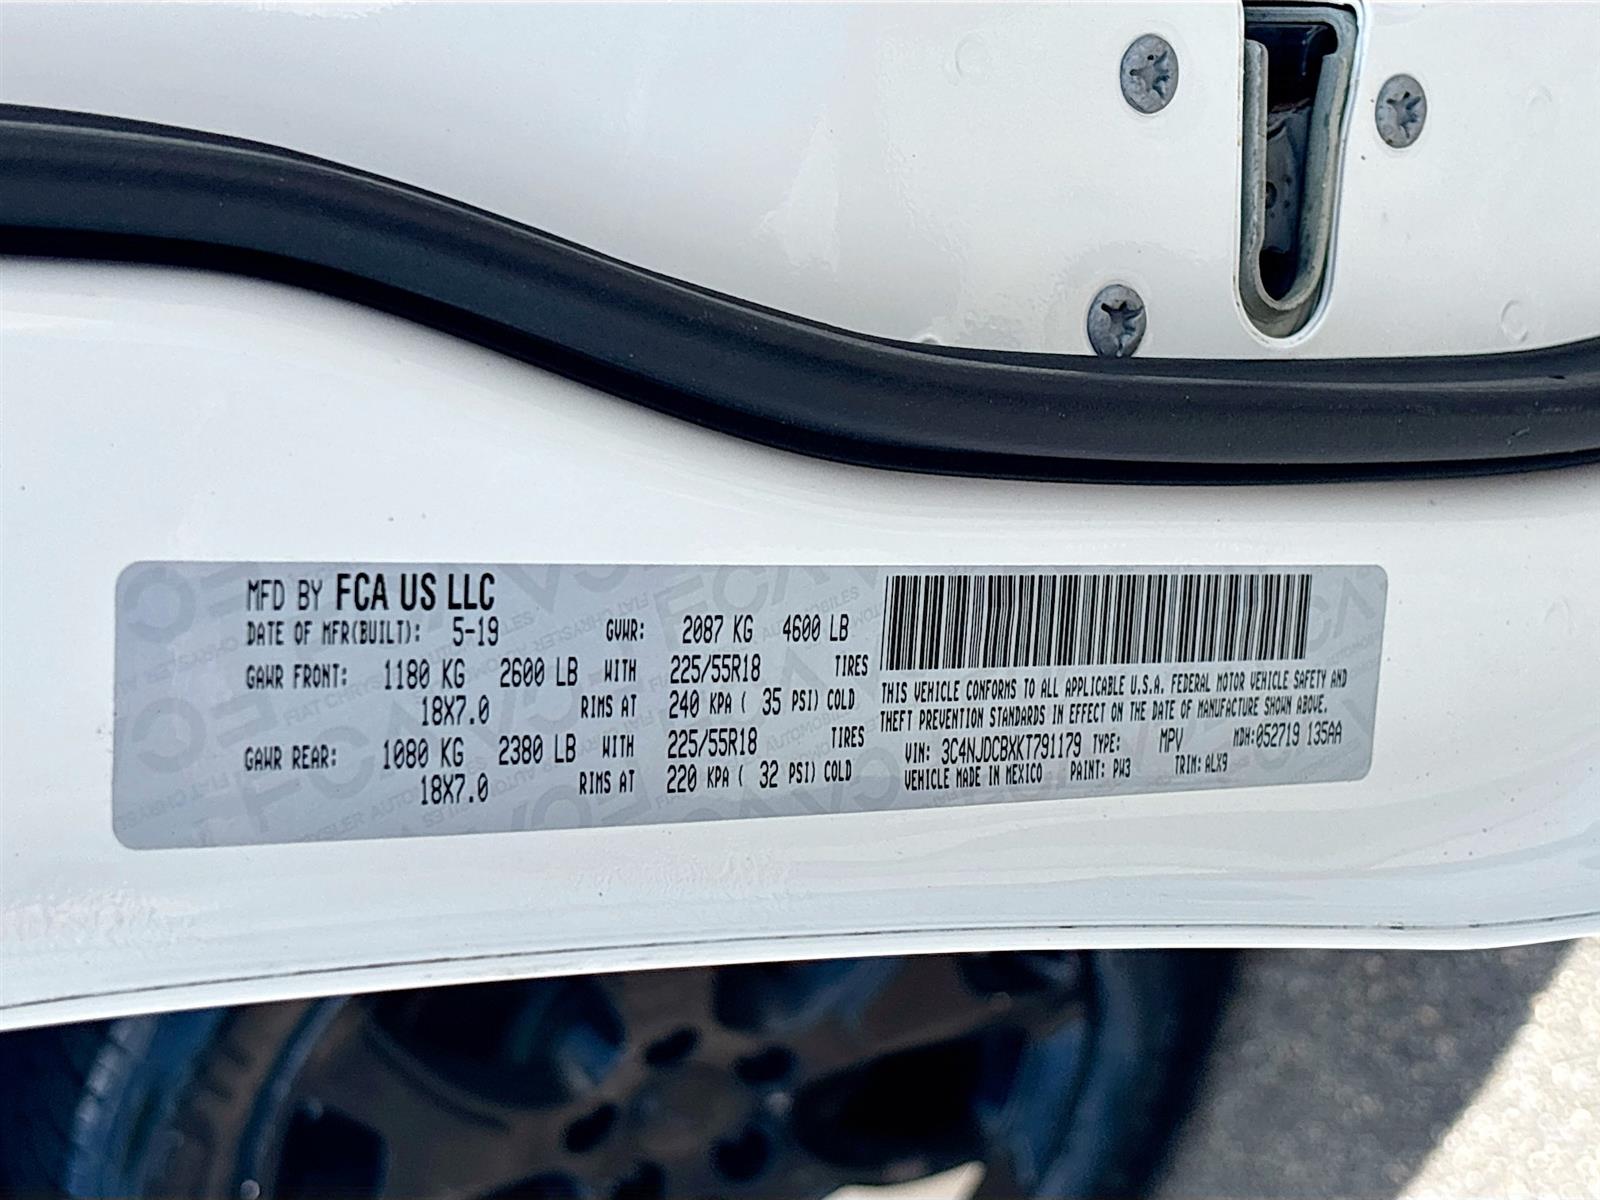 MFD BY FCA US LLC
DATE OF MFR(BUILT): 5-19 GVWR: 2087 KG 4600 LB
GAWR FRONT: 1180 KG 2600 LB WITH 225/55R18 TIRES
18X7.0 RIMS AT 240 KPA ( 35 PSI) COLD
GAWR REAR: 1080 KG 2380 LB WITH 225/55R18 TIRES
18X7.0 RIMS AT 220 KPA ( 32 PSI) COLD
THIS VEHICLE CONFORMS TO ALL APPLICABLE U.S.A. FEDERAL MOTOR VEHICLE SAFETY AND
THEFT PREVENTION STANDARDS IN EFFECT ON THE DATE OF MANUFACTURE SHOWN ABOVE.
VIN: 3C4NJDCBXKT791179 TYPE: MPV MDH:052719 135AA
VEHICLE MADE IN MEXICO PAINT: PW3 TRIM: ALX9